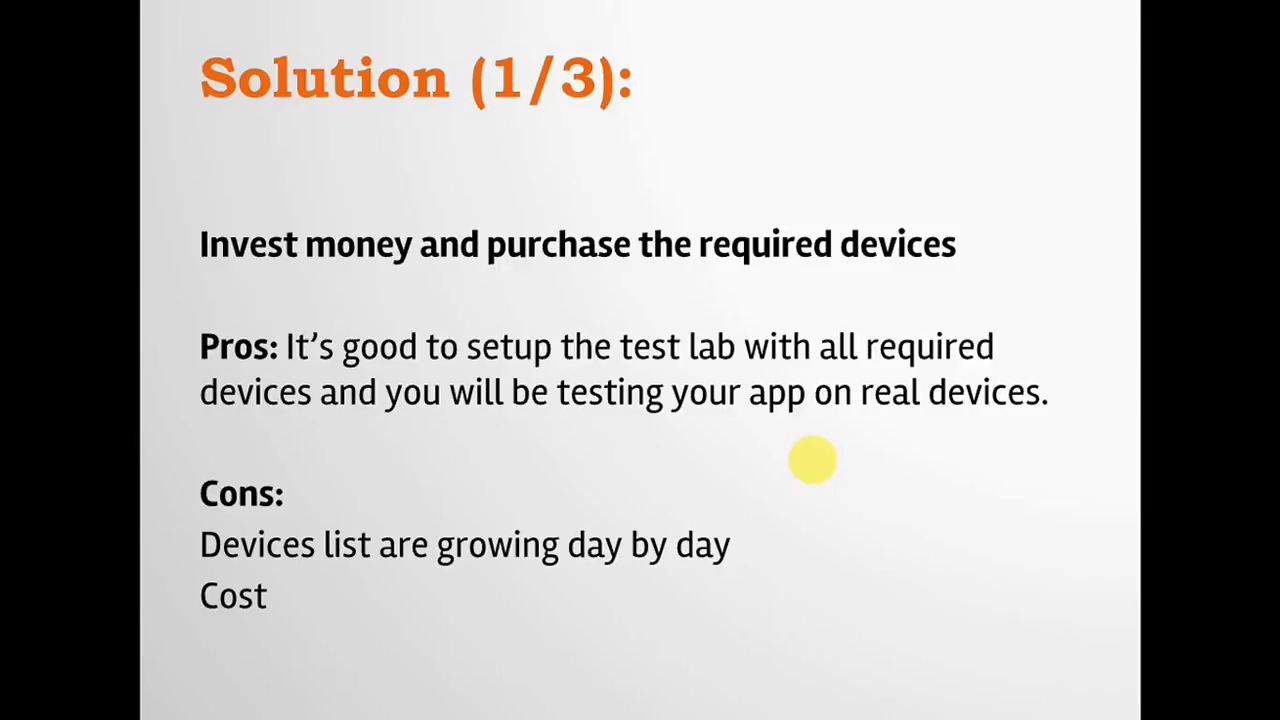 Solution (1/3):
Invest money and purchase the required devices
Pros: It’s good to setup the test lab with all required
devices and you will be testing your app on real devices.
Cons:
Devices list are growing day by day
Cost